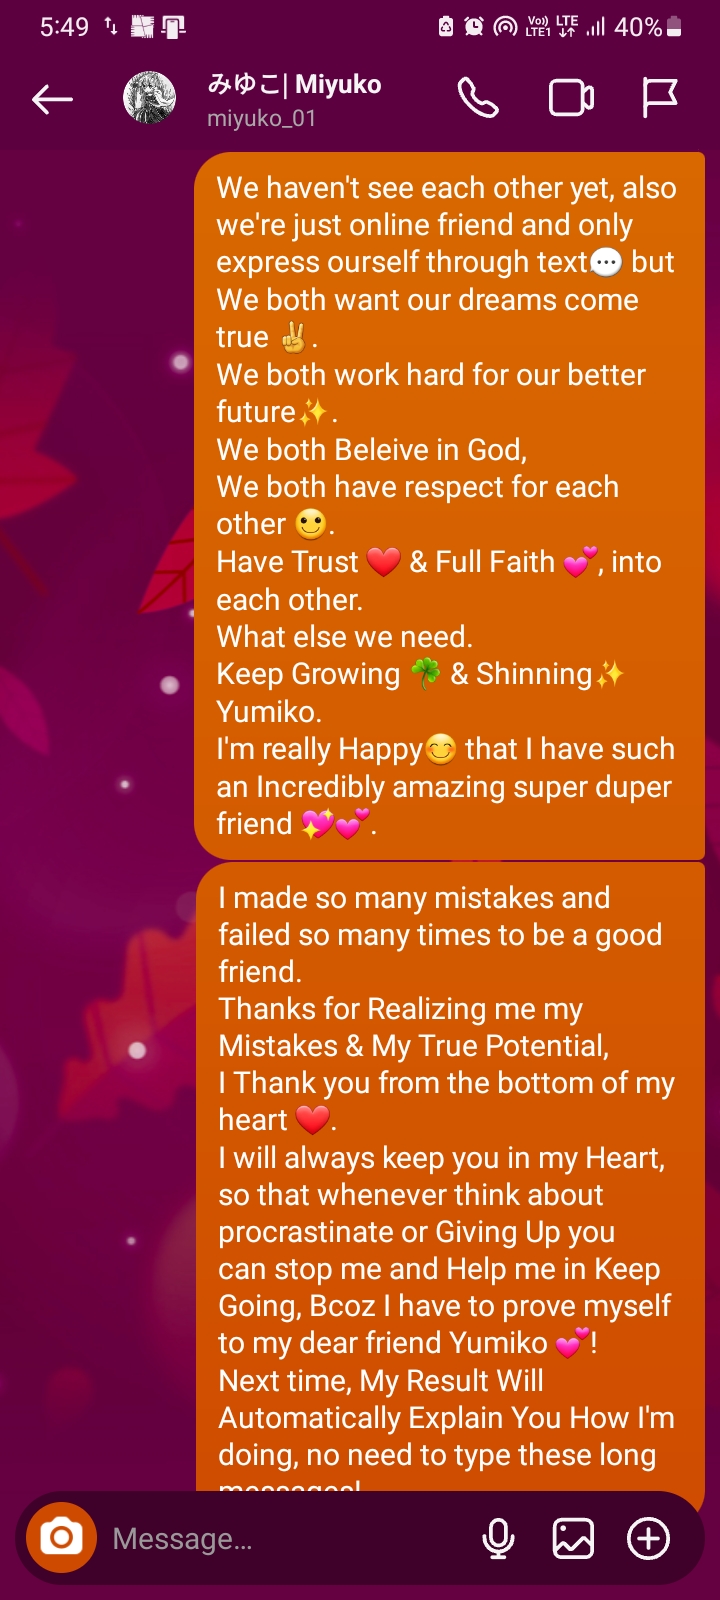 5:49
Vo)) LTE1 LTE 40%
みゆこ| Miyuko
miyuko_01
We haven't see each other yet, also
we're just online friend and only
express ourself through text💬 but
We both want our dreams come
true ✌️.
We both work hard for our better
future✨.
We both Beleive in God,
We both have respect for each
other 🙂.
Have Trust ❤️ & Full Faith 💕, into
each other.
What else we need.
Keep Growing 🍀 & Shinning✨
Yumiko.
I'm really Happy😊 that I have such
an Incredibly amazing super duper
friend 💖💕.
I made so many mistakes and
failed so many times to be a good
friend.
Thanks for Realizing me my
Mistakes & My True Potential,
I Thank you from the bottom of my
heart ❤️.
I will always keep you in my Heart,
so that whenever think about
procrastinate or Giving Up you
can stop me and Help me in Keep
Going, Bcoz I have to prove myself
to my dear friend Yumiko 💕!
Next time, My Result Will
Automatically Explain You How I'm
doing, no need to type these long
messages!
Message...